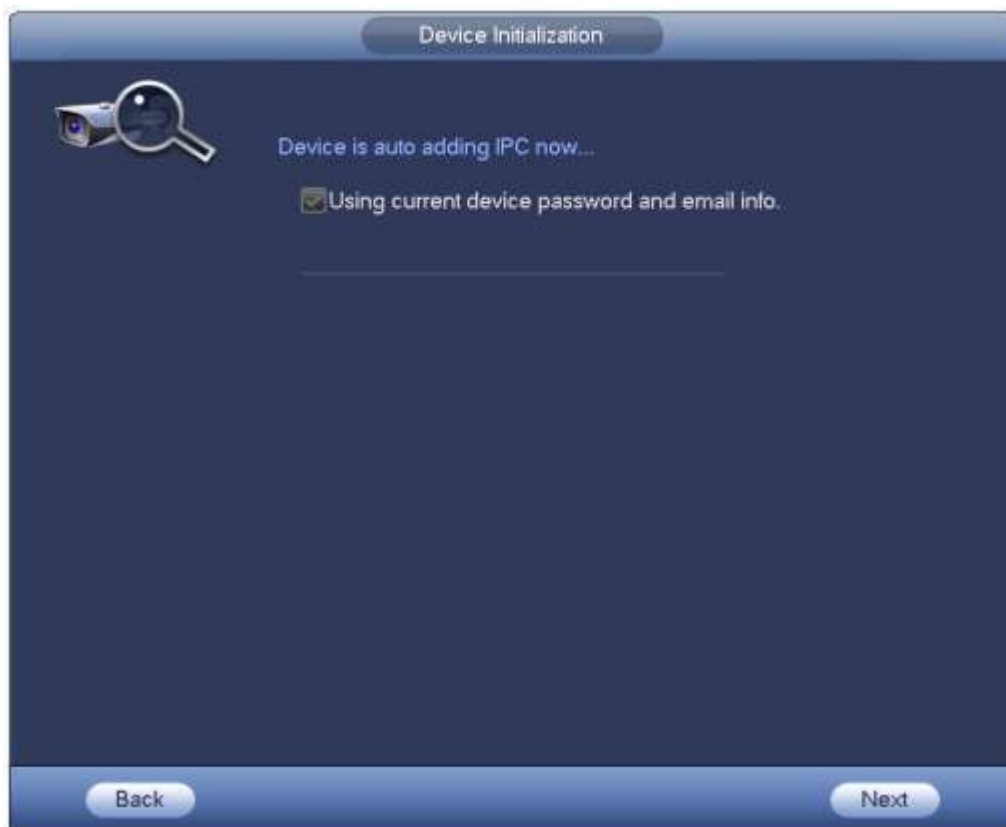 Device Initialization
Device is auto adding IPC now...
Using current device password and email info.
Back
Next